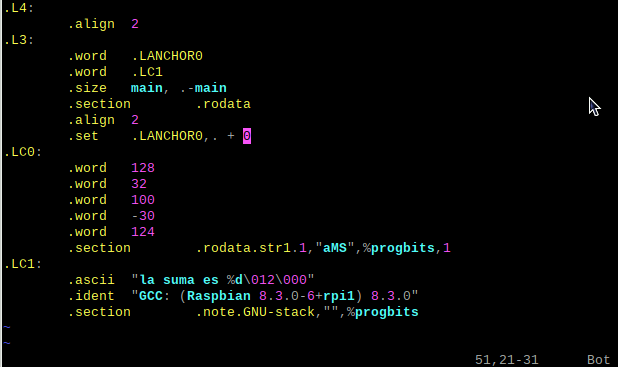 .L4:
        .align  2
.L3:
        .word   .LANCHOR0
        .word   .LC1
        .size   main, .-main
        .section        .rodata
        .align  2
        .set    .LANCHOR0,. + 0
.LC0:
        .word   128
        .word   32
        .word   100
        .word   -30
        .word   124
        .section        .rodata.str1.1,"aMS",%progbits,1
.LC1:
        .ascii  "la suma es %d\012\000"
        .ident  "GCC: (Raspbian 8.3.0-6+rpi1) 8.3.0"
        .section        .note.GNU-stack,"",%progbits
~
~
51,21-31      Bot